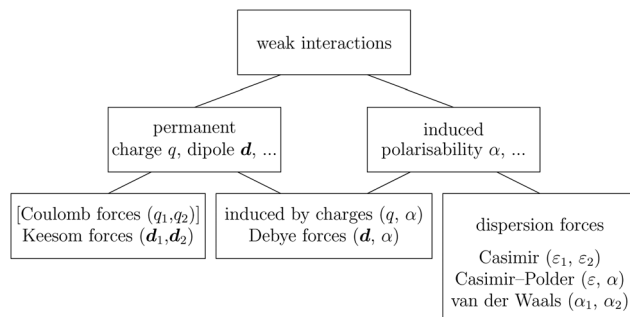 weak interactions
permanent
charge q, dipole d, ...
induced
polarisability α, ...
[Coulomb forces (q₁,q₂)]
Keesom forces (d₁,d₂)
induced by charges (q, α)
Debye forces (d, α)
dispersion forces
Casimir (ε₁, ε₂)
Casimir–Polder (ε, α)
van der Waals (α₁, α₂)